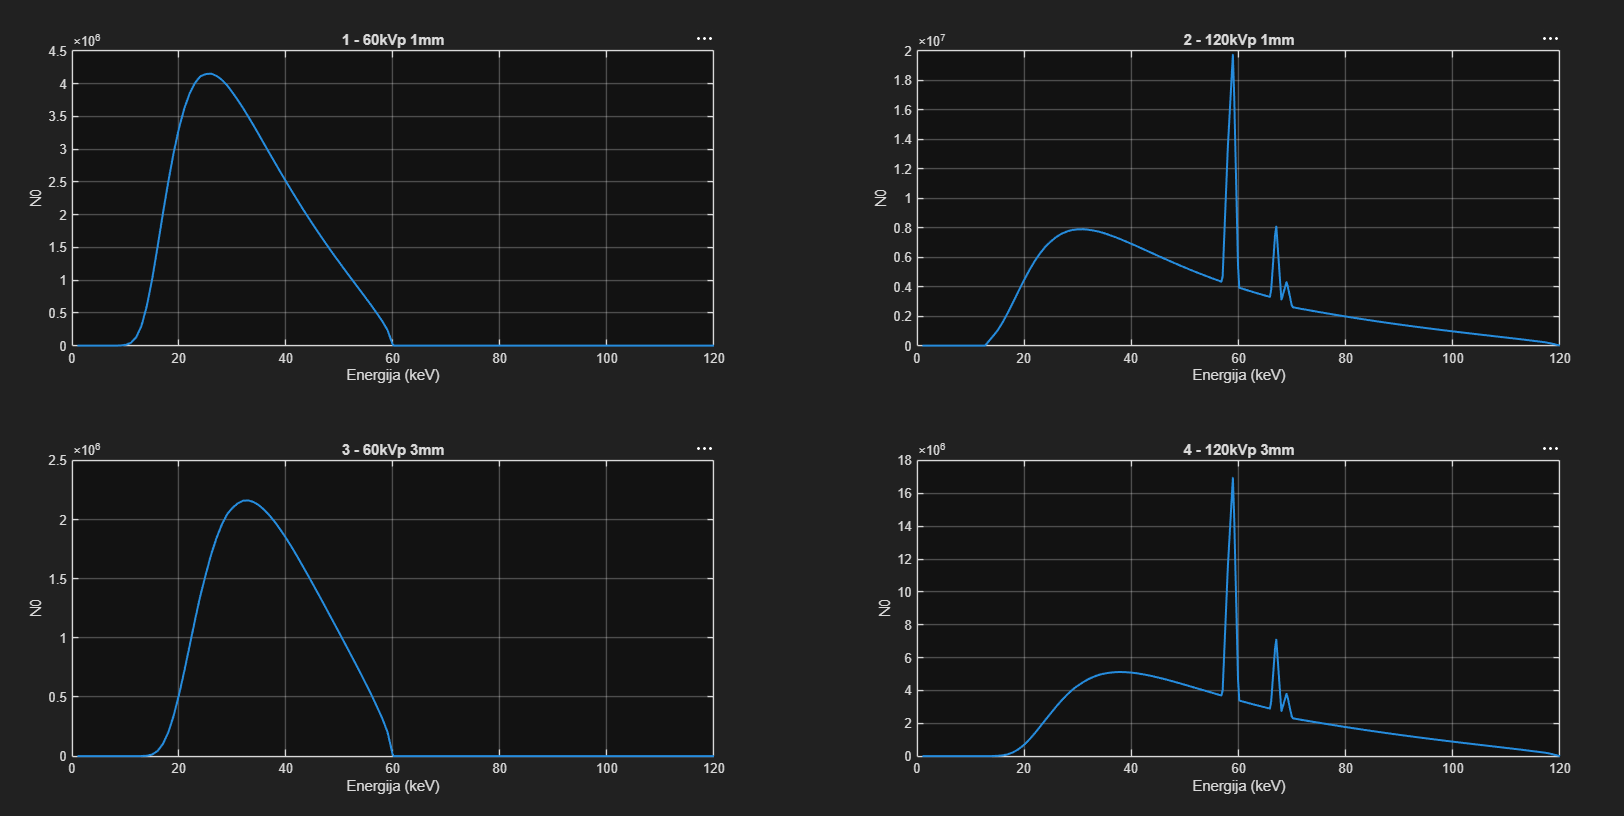 1 - 60kVp 1mm
×10⁶
4.5
4
3.5
3
2.5
2
1.5
1
0.5
0
N0
0 20 40 60 80 100 120
Energija (keV)
2 - 120kVp 1mm
×10⁷
2
1.8
1.6
1.4
1.2
1
0.8
0.6
0.4
0.2
0
N0
0 20 40 60 80 100 120
Energija (keV)
3 - 60kVp 3mm
×10⁶
2.5
2
1.5
1
0.5
0
N0
0 20 40 60 80 100 120
Energija (keV)
4 - 120kVp 3mm
×10⁶
18
16
14
12
10
8
6
4
2
0
N0
0 20 40 60 80 100 120
Energija (keV)